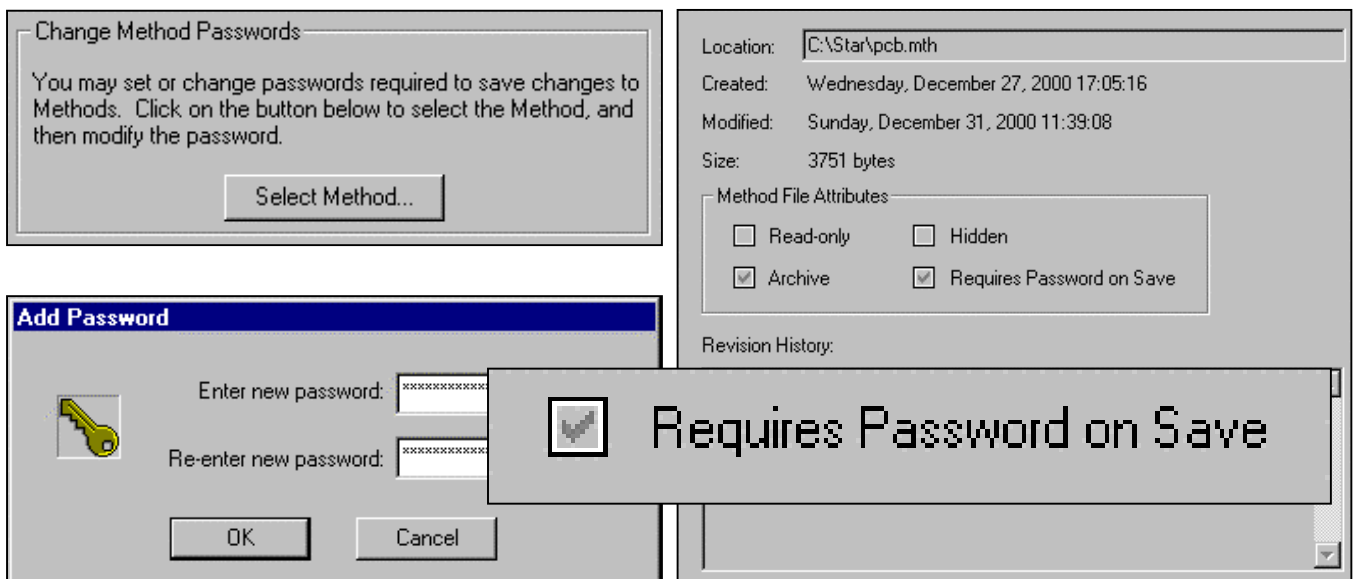 Change Method Passwords
You may set or change passwords required to save changes to
Methods. Click on the button below to select the Method, and
then modify the password.
Select Method...
Add Password
Enter new password: ************
Re-enter new password: ************
OK Cancel
Location: C:\Star\pcb.mth
Created: Wednesday, December 27, 2000 17:05:16
Modified: Sunday, December 31, 2000 11:39:08
Size: 3751 bytes
Method File Attributes
Read-only Hidden
Archive Requires Password on Save
Revision History:
Requires Password on Save